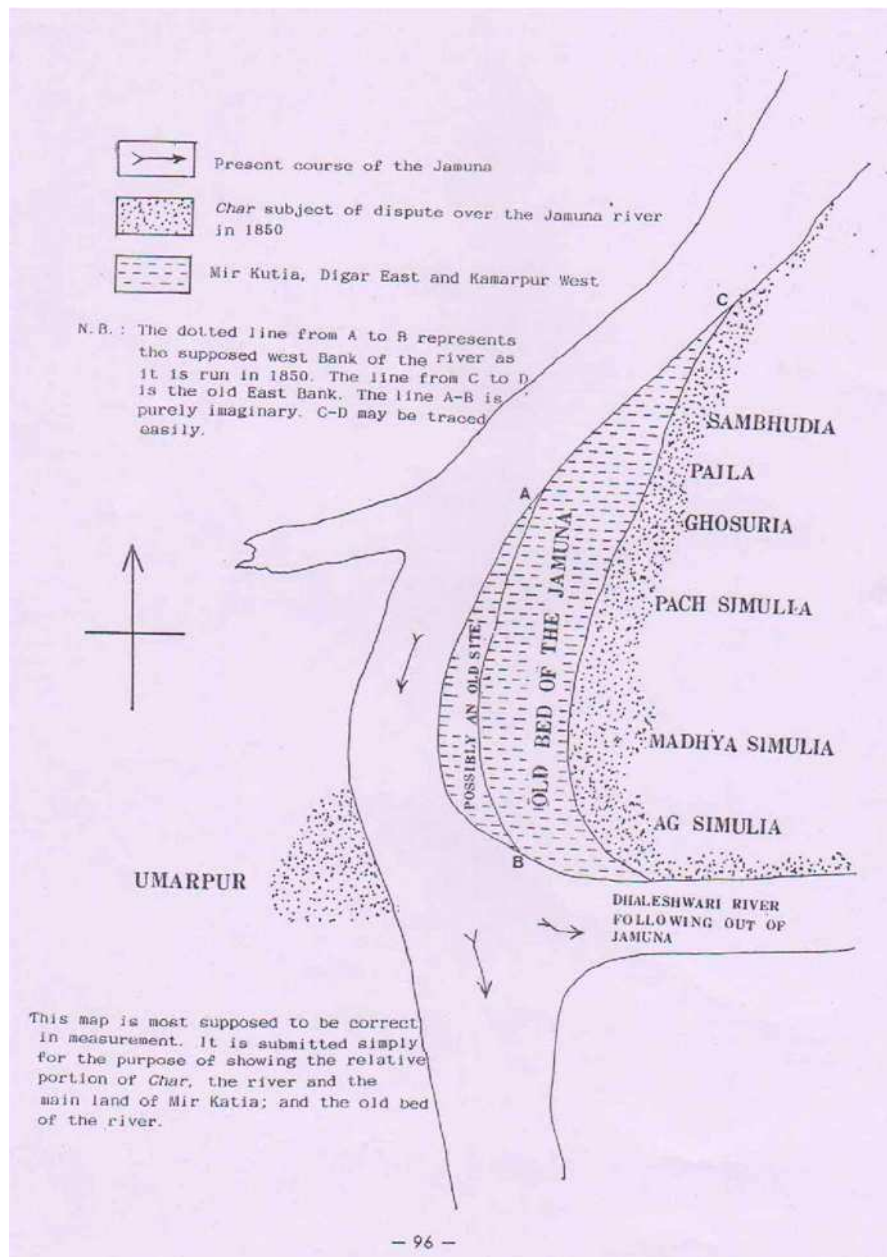 Present course of the Jamuna
Char subject of dispute over the Jamuna river
in 1850
Mir Kutia, Digar East and Kamarpur West
N.B.: The dotted line from A to B represents
the supposed west Bank of the river as
it is run in 1850. The line from C to D
is the old East Bank. The line A-B is
purely imaginary. C-D may be traced
easily.
C
SAMBHUDIA
PAILA
A
GHOSURIA
PACH SIMULIA
POSSIBLY AN OLD SITE
OLD BED OF THE JAMUNA
MADHYA SIMULIA
AG SIMULIA
B
UMARPUR
DHALESHWARI RIVER
FOLLOWING OUT OF
JAMUNA
This map is most supposed to be correct
in measurement. It is submitted simply
for the purpose of showing the relative
portion of Char, the river and the
main land of Mir Katia; and the old bed
of the river.
- 96 -